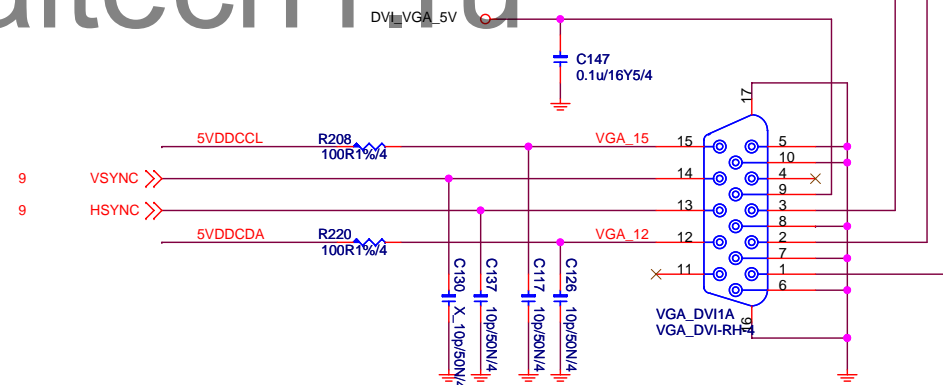 DVI_VGA_5V
C147
0.1u/16Y5/4
17
5VDDCCL
R208
100R1%/4
VGA_15
15
5
10
9
VSYNC
14
4
9
9
HSYNC
13
3
8
5VDDCDA
R220
100R1%/4
VGA_12
12
2
7
11
1
6
C130
X_10p/50N/4
C137
10p/50N/4
C117
10p/50N/4
C126
10p/50N/4
VGA_DVI1A
VGA_DVI-RH-4
16